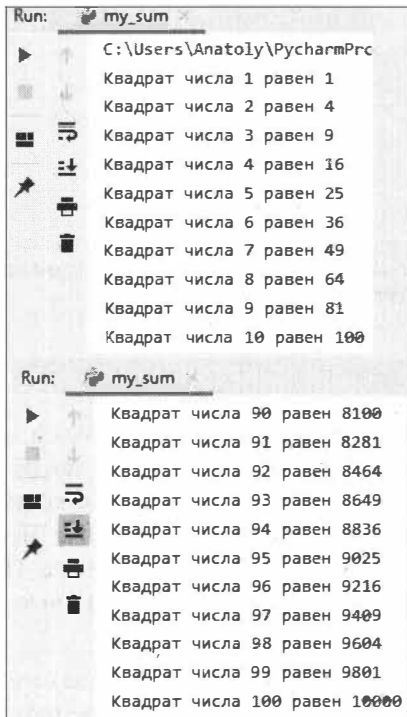 Run: my_sum
C:\Users\Anatoly\PycharmPro
Квадрат числа 1 равен 1
Квадрат числа 2 равен 4
Квадрат числа 3 равен 9
Квадрат числа 4 равен 16
Квадрат числа 5 равен 25
Квадрат числа 6 равен 36
Квадрат числа 7 равен 49
Квадрат числа 8 равен 64
Квадрат числа 9 равен 81
Квадрат числа 10 равен 100
Run: my_sum
Квадрат числа 90 равен 8100
Квадрат числа 91 равен 8281
Квадрат числа 92 равен 8464
Квадрат числа 93 равен 8649
Квадрат числа 94 равен 8836
Квадрат числа 95 равен 9025
Квадрат числа 96 равен 9216
Квадрат числа 97 равен 9409
Квадрат числа 98 равен 9604
Квадрат числа 99 равен 9801
Квадрат числа 100 равен 10000